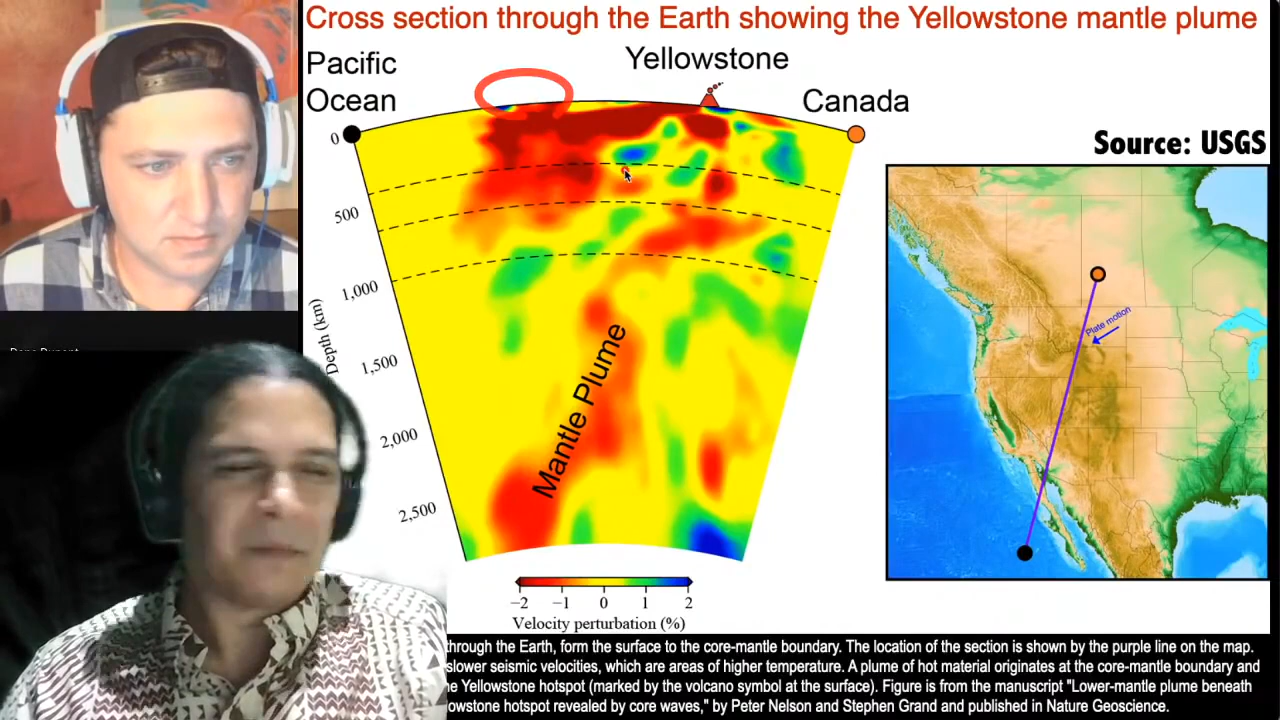 Cross section through the Earth showing the Yellowstone mantle plume
Pacific
Ocean
Yellowstone
Canada
Source: USGS
0
500
1,000
1,500
2,000
2,500
Depth (km)
Mantle Plume
Plate motion
−2 −1 0 1 2
Velocity perturbation (%)
through the Earth, form the surface to the core-mantle boundary. The location of the section is shown by the purple line on the map.
slower seismic velocities, which are areas of higher temperature. A plume of hot material originates at the core-mantle boundary and
Yellowstone hotspot (marked by the volcano symbol at the surface). Figure is from the manuscript "Lower-mantle plume beneath
hotspot revealed by core waves," by Peter Nelson and Stephen Grand and published in Nature Geoscience.